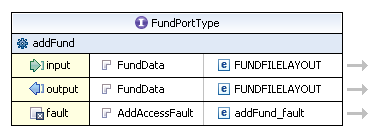 FundPortType
addFund
input FundData FUNDFILELAYOUT
output FundData FUNDFILELAYOUT
fault AddAccessFault addFund_fault